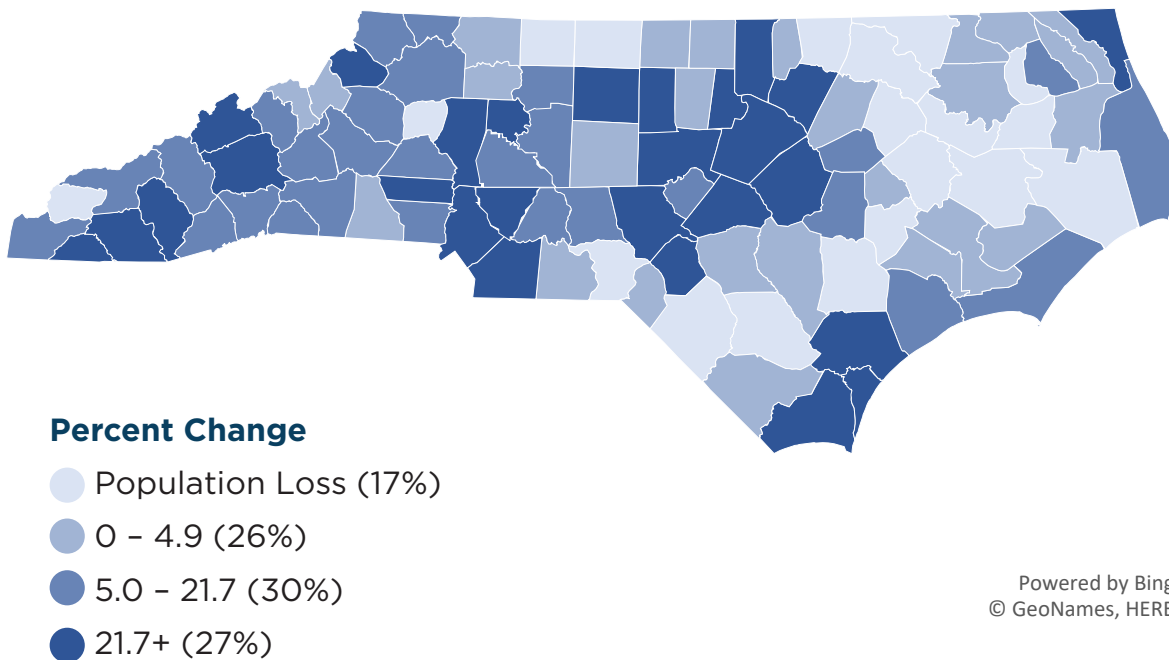 Percent Change
Population Loss (17%)
0 – 4.9 (26%)
5.0 – 21.7 (30%)
21.7+ (27%)
Powered by Bing
© GeoNames, HERE